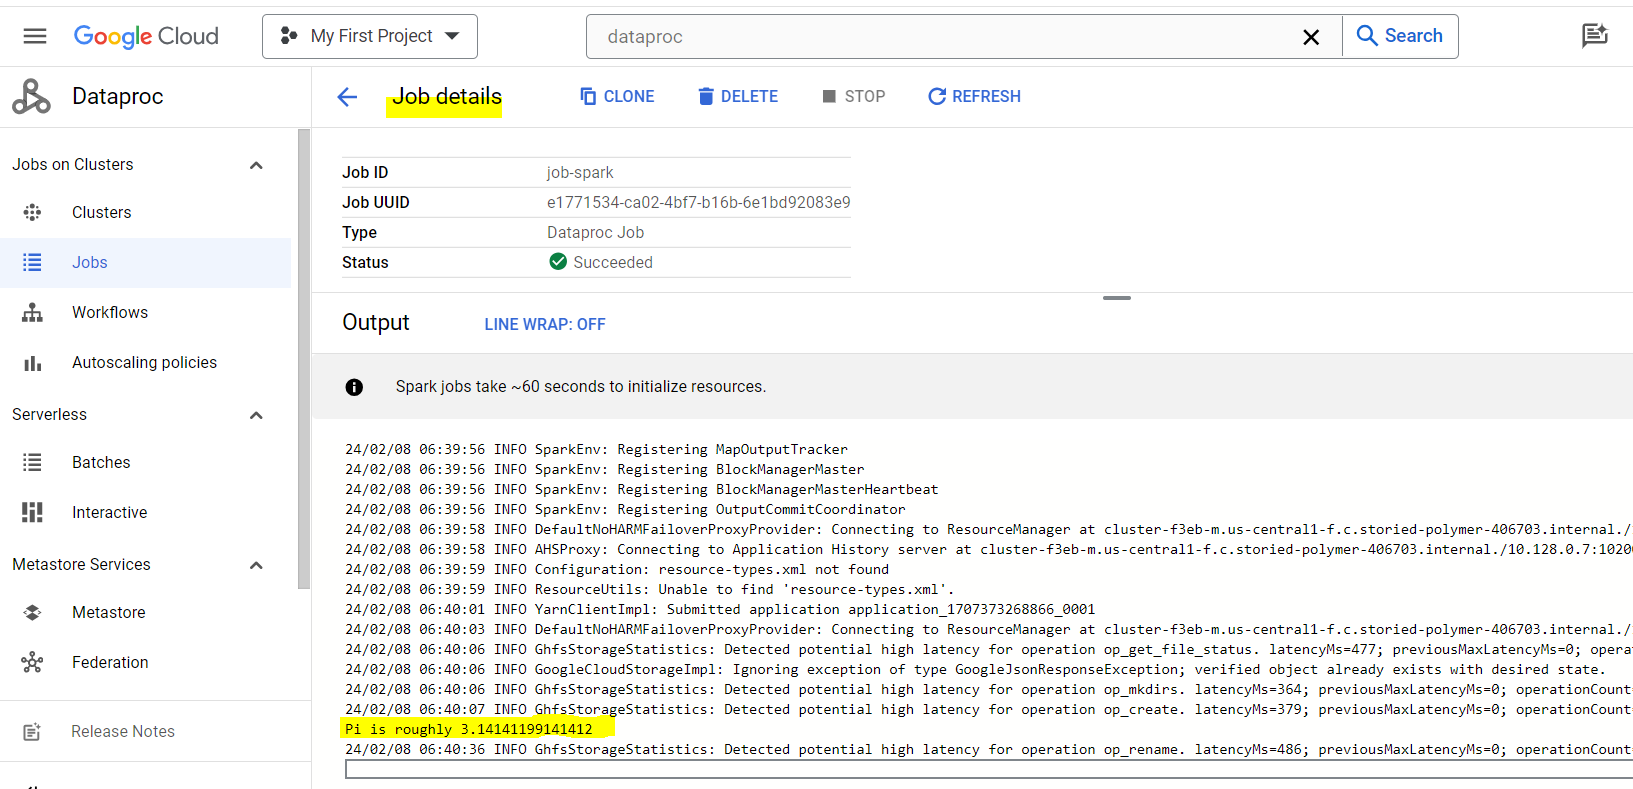 Google Cloud
My First Project
dataproc
Search
Dataproc
Job details
CLONE
DELETE
STOP
REFRESH
Jobs on Clusters
Clusters
Jobs
Workflows
Autoscaling policies
Serverless
Batches
Interactive
Metastore Services
Metastore
Federation
Release Notes
Job ID job-spark
Job UUID e1771534-ca02-4bf7-b16b-6e1bd92083e9
Type Dataproc Job
Status Succeeded
Output LINE WRAP: OFF
Spark jobs take ~60 seconds to initialize resources.
24/02/08 06:39:56 INFO SparkEnv: Registering MapOutputTracker
24/02/08 06:39:56 INFO SparkEnv: Registering BlockManagerMaster
24/02/08 06:39:56 INFO SparkEnv: Registering BlockManagerMasterHeartbeat
24/02/08 06:39:56 INFO SparkEnv: Registering OutputCommitCoordinator
24/02/08 06:39:58 INFO DefaultNoHARMFailoverProxyProvider: Connecting to ResourceManager at cluster-f3eb-m.us-central1-f.c.storied-polymer-406703.internal./
24/02/08 06:39:58 INFO AHSProxy: Connecting to Application History server at cluster-f3eb-m.us-central1-f.c.storied-polymer-406703.internal./10.128.0.7:1020
24/02/08 06:39:59 INFO Configuration: resource-types.xml not found
24/02/08 06:39:59 INFO ResourceUtils: Unable to find 'resource-types.xml'.
24/02/08 06:40:01 INFO YarnClientImpl: Submitted application application_1707373268866_0001
24/02/08 06:40:03 INFO DefaultNoHARMFailoverProxyProvider: Connecting to ResourceManager at cluster-f3eb-m.us-central1-f.c.storied-polymer-406703.internal./
24/02/08 06:40:06 INFO GhfsStorageStatistics: Detected potential high latency for operation op_get_file_status. latencyMs=477; previousMaxLatencyMs=0; opera
24/02/08 06:40:06 INFO GoogleCloudStorageImpl: Ignoring exception of type GoogleJsonResponseException; verified object already exists with desired state.
24/02/08 06:40:06 INFO GhfsStorageStatistics: Detected potential high latency for operation op_mkdirs. latencyMs=364; previousMaxLatencyMs=0; operationCount
24/02/08 06:40:07 INFO GhfsStorageStatistics: Detected potential high latency for operation op_create. latencyMs=379; previousMaxLatencyMs=0; operationCount
Pi is roughly 3.14141199141412
24/02/08 06:40:36 INFO GhfsStorageStatistics: Detected potential high latency for operation op_rename. latencyMs=486; previousMaxLatencyMs=0; operationCount